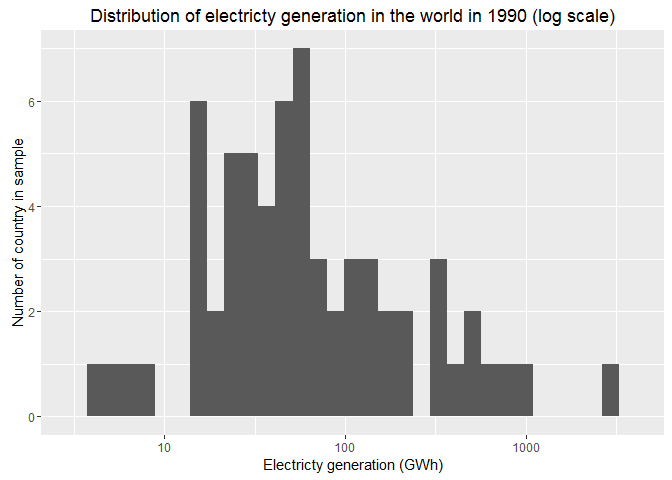 Distribution of electricty generation in the world in 1990 (log scale)
Number of country in sample
6
4
2
0
10 100 1000
Electricty generation (GWh)